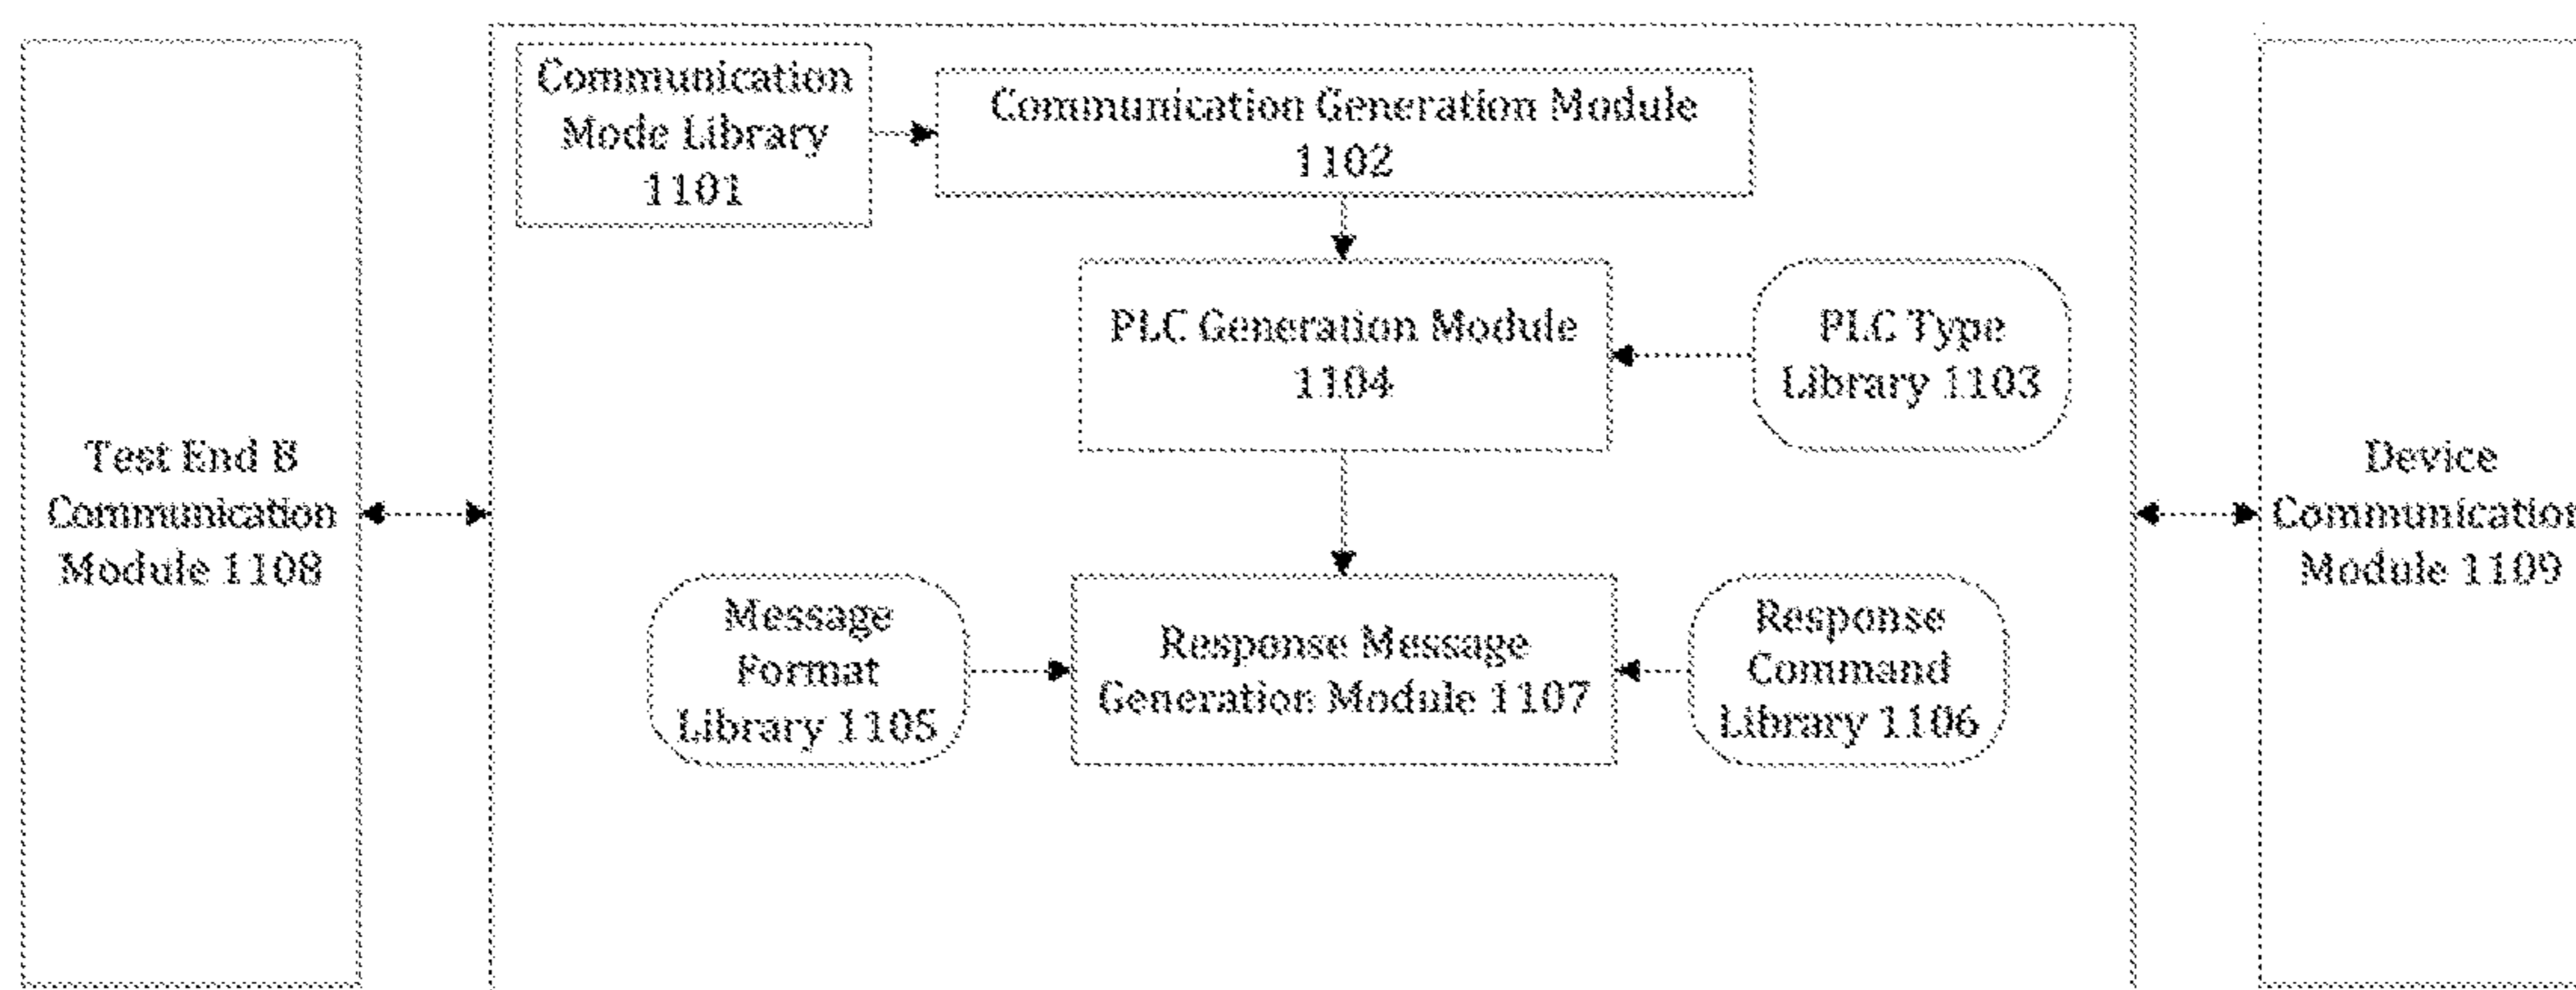 Communication
Mode Library
1101
Communication Generation Module
1102
PLC Generation Module
1104
PLC Type
Library 1103
Test End B
Communication
Module 1108
Device
Communication
Module 1109
Message
Format
Library 1105
Response Message
Generation Module 1107
Response
Command
Library 1106